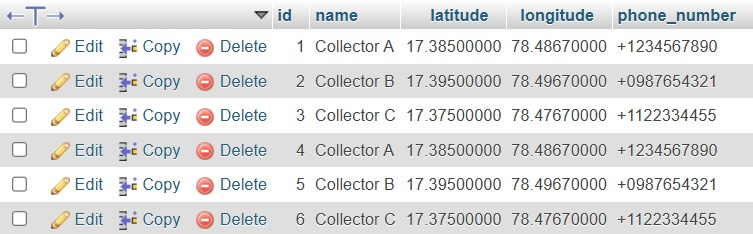 id name latitude longitude phone_number
Edit Copy Delete 1 Collector A 17.38500000 78.48670000 +1234567890
Edit Copy Delete 2 Collector B 17.39500000 78.49670000 +0987654321
Edit Copy Delete 3 Collector C 17.37500000 78.47670000 +1122334455
Edit Copy Delete 4 Collector A 17.38500000 78.48670000 +1234567890
Edit Copy Delete 5 Collector B 17.39500000 78.49670000 +0987654321
Edit Copy Delete 6 Collector C 17.37500000 78.47670000 +1122334455